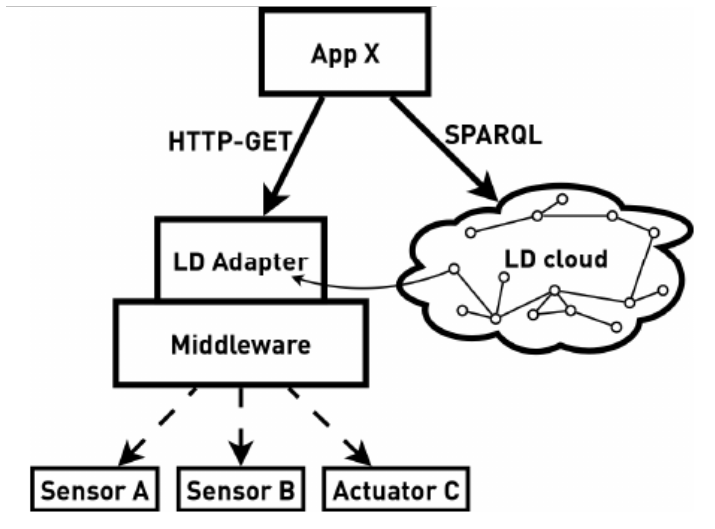 App X
HTTP-GET
SPARQL
LD Adapter
LD cloud
Middleware
Sensor A
Sensor B
Actuator C